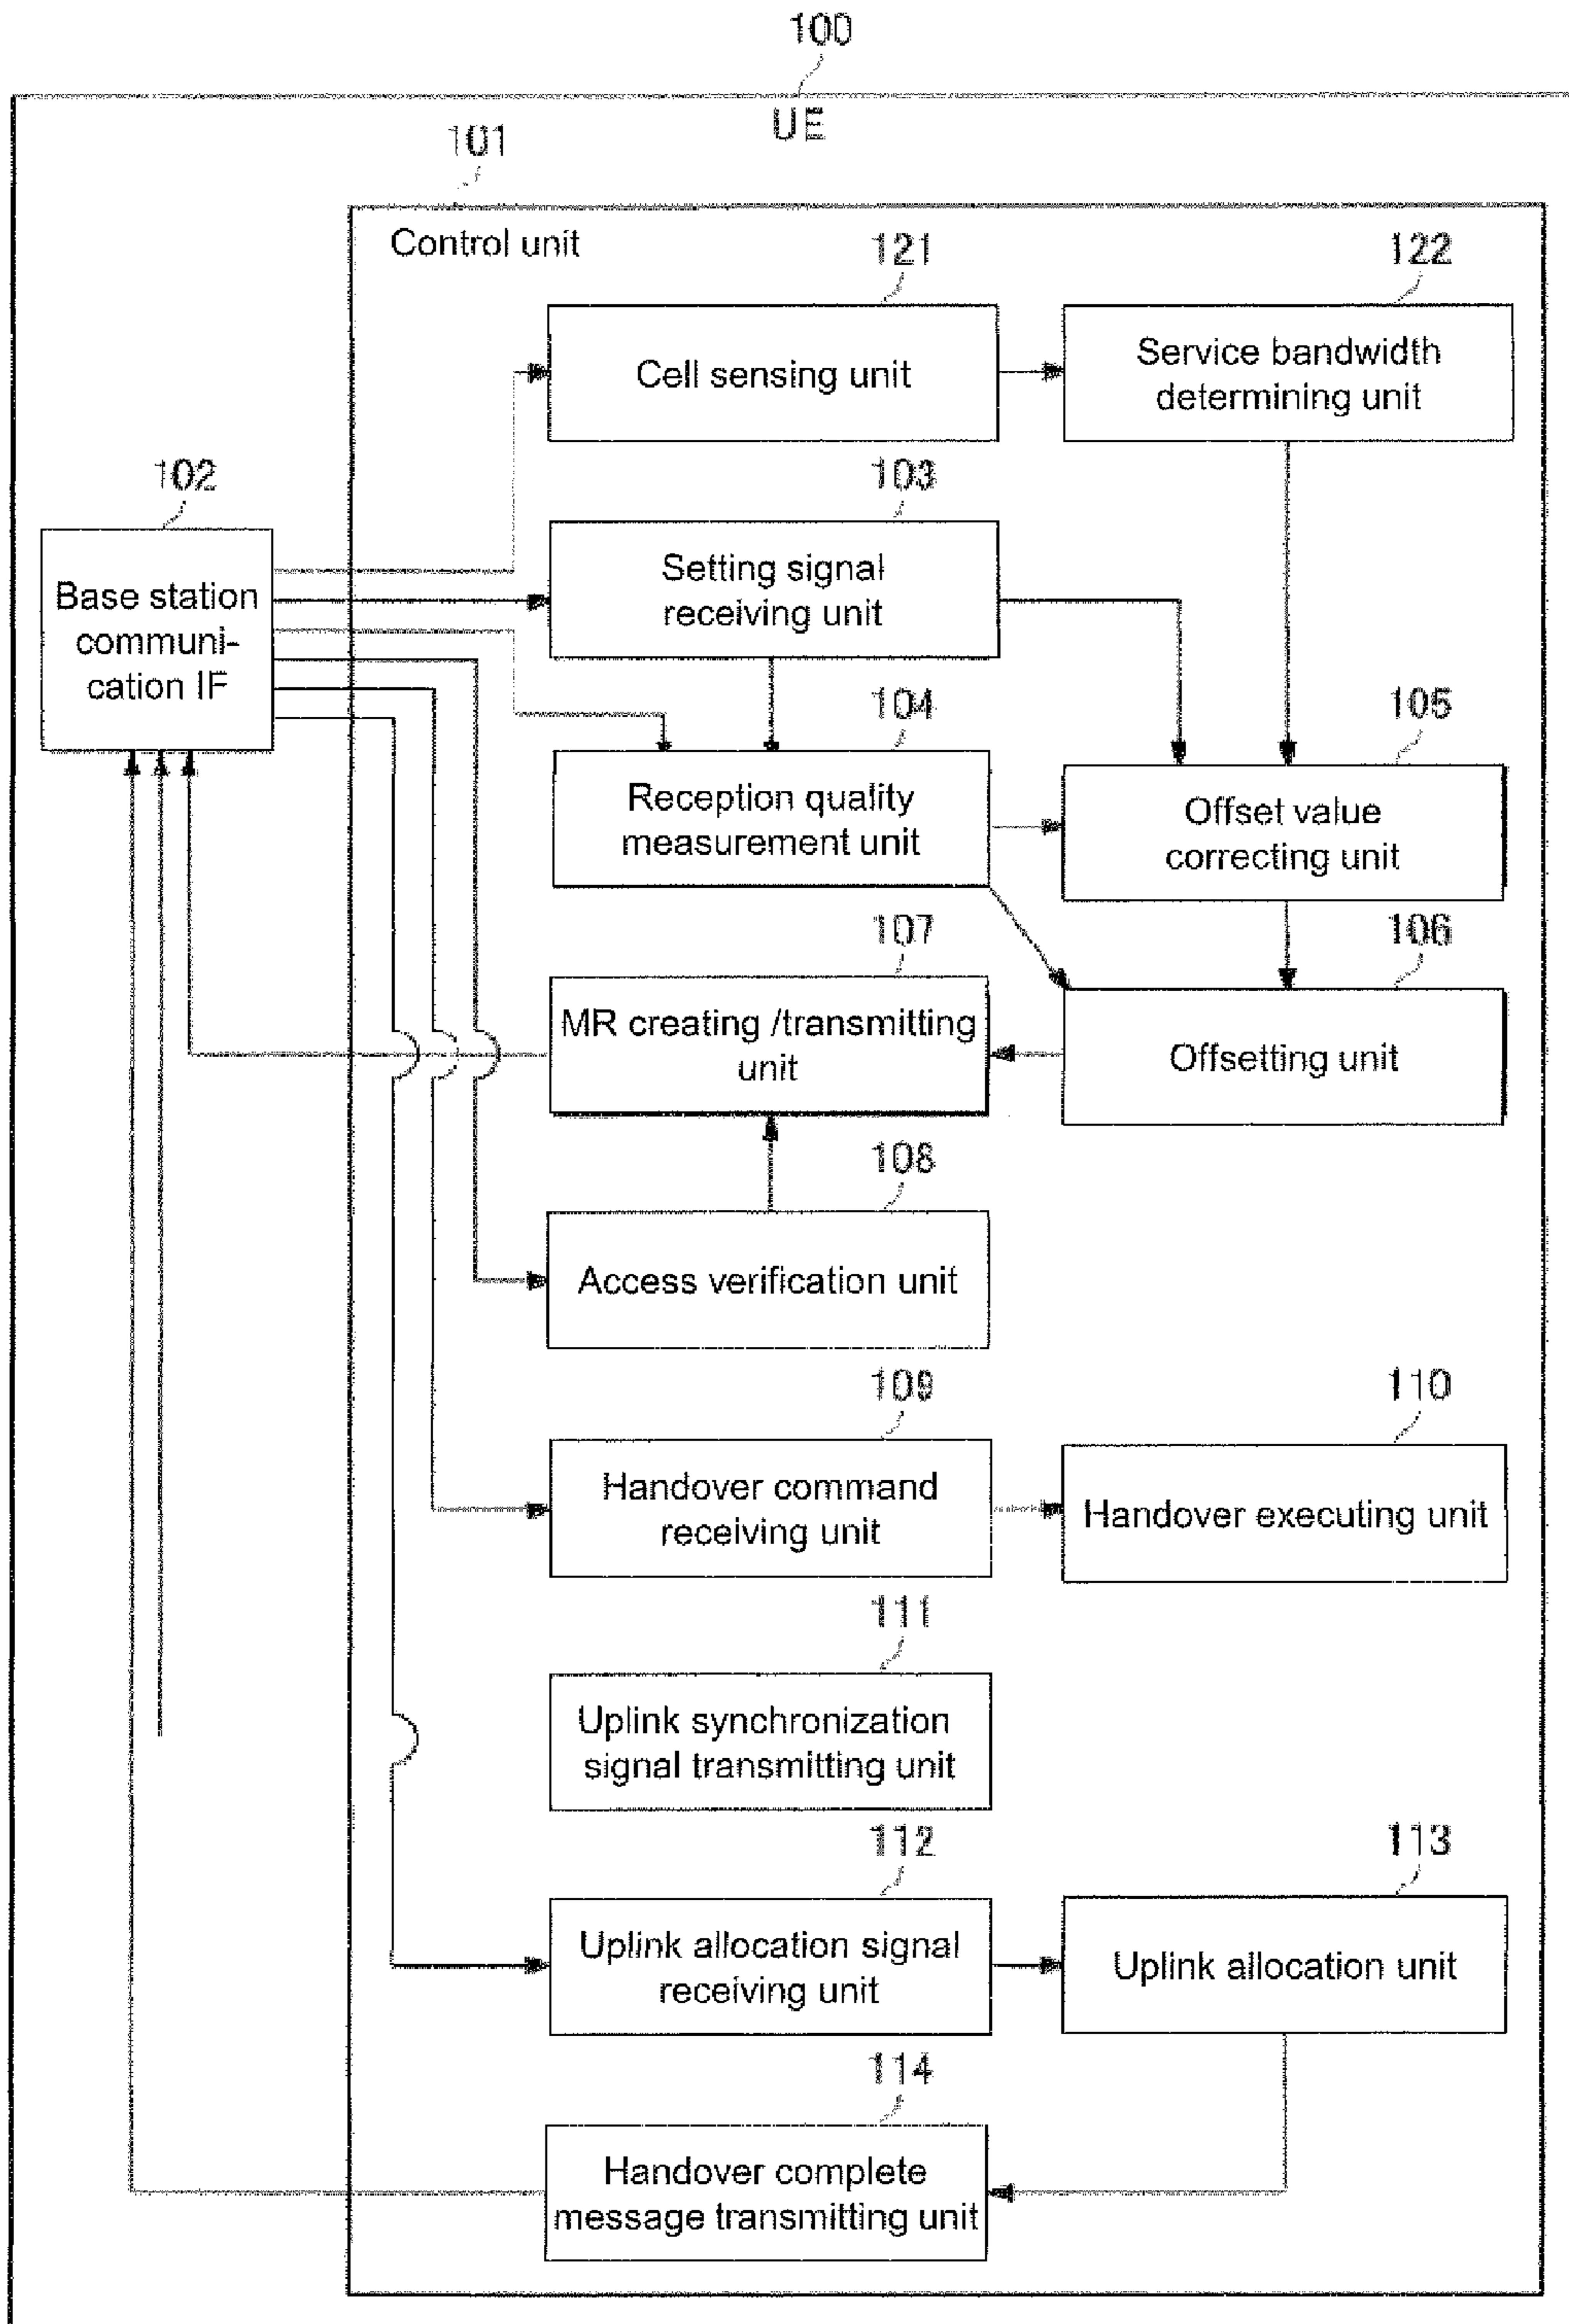 100
UE
101
Control unit
121
122
Cell sensing unit
Service bandwidth
determining unit
102
103
Base station
communi-
cation IF
Setting signal
receiving unit
104
105
Reception quality
measurement unit
Offset value
correcting unit
107
106
MR creating /transmitting
unit
Offsetting unit
108
Access verification unit
109
110
Handover command
receiving unit
Handover executing unit
111
Uplink synchronization
signal transmitting unit
112
113
Uplink allocation signal
receiving unit
Uplink allocation unit
114
Handover complete
message transmitting unit